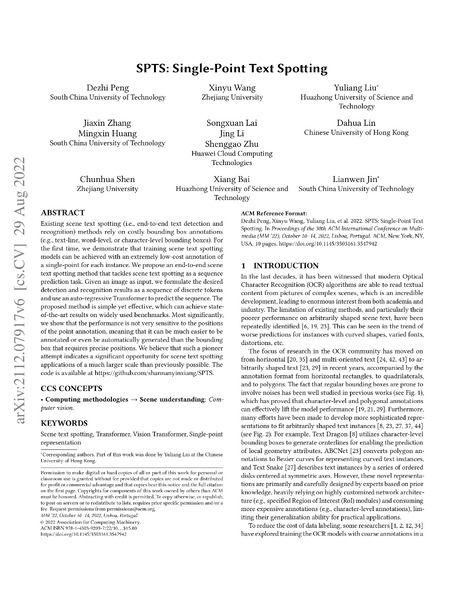 SPTS: Single-Point Text Spotting
Dezhi Peng
South China University of Technology
Xinyu Wang
Zhejiang University
Yuliang Liu*
Huazhong University of Science and
Technology
Jiaxin Zhang
Mingxin Huang
South China University of Technology
Songxuan Lai
Jing Li
Shenggao Zhu
Huawei Cloud Computing
Technologies
Dahua Lin
Chinese University of Hong Kong
Chunhua Shen
Zhejiang University
Xiang Bai
Huazhong University of Science and
Technology
Lianwen Jin*
South China University of Technology
arXiv:2112.07917v6 [cs.CV] 29 Aug 2022
ABSTRACT
Existing scene text spotting (i.e., end-to-end text detection and
recognition) methods rely on costly bounding box annotations
(e.g., text-line, word-level, or character-level bounding boxes). For
the first time, we demonstrate that training scene text spotting
models can be achieved with an extremely low-cost annotation of
a single-point for each instance. We propose an end-to-end scene
text spotting method that tackles scene text spotting as a sequence
prediction task. Given an image as input, we formulate the desired
detection and recognition results as a sequence of discrete tokens
and use an auto-regressive Transformer to predict the sequence. The
proposed method is simple yet effective, which can achieve state-
of-the-art results on widely used benchmarks. Most significantly,
we show that the performance is not very sensitive to the positions
of the point annotation, meaning that it can be much easier to be
annotated or even be automatically generated than the bounding
box that requires precise positions. We believe that such a pioneer
attempt indicates a significant opportunity for scene text spotting
applications of a much larger scale than previously possible. The
code is available at https://github.com/shannanyinxiang/SPTS.
CCS CONCEPTS
• Computing methodologies → Scene understanding; Com-
puter vision.
KEYWORDS
Scene text spotting, Transformer, Vision Transformer, Single-point
representation
*Corresponding authors. Part of this work was done by Yuliang Liu at the Chinese
University of Hong Kong.
Permission to make digital or hard copies of all or part of this work for personal or
classroom use is granted without fee provided that copies are not made or distributed
for profit or commercial advantage and that copies bear this notice and the full citation
on the first page. Copyrights for components of this work owned by others than ACM
must be honored. Abstracting with credit is permitted. To copy otherwise, or republish,
to post on servers or to redistribute to lists, requires prior specific permission and/or a
fee. Request permissions from permissions@acm.org.
MM '22, October 10–14, 2022, Lisboa, Portugal.
© 2022 Association for Computing Machinery.
ACM ISBN 978-1-4503-9203-7/22/10...$15.00
https://doi.org/10.1145/3503161.3547942
ACM Reference Format:
Dezhi Peng, Xinyu Wang, Yuliang Liu, et al. 2022. SPTS: Single-Point Text
Spotting. In Proceedings of the 30th ACM International Conference on Multi-
media (MM '22), October 10–14, 2022, Lisboa, Portugal. ACM, New York, NY,
USA, 10 pages. https://doi.org/10.1145/3503161.3547942
1 INTRODUCTION
In the last decades, it has been witnessed that modern Optical
Character Recognition (OCR) algorithms are able to read textual
content from pictures of complex scenes, which is an incredible
development, leading to enormous interest from both academia and
industry. The limitation of existing methods, and particularly their
poorer performance on arbitrarily shaped scene text, have been
repeatedly identified [6, 19, 23]. This can be seen in the trend of
worse predictions for instances with curved shapes, varied fonts,
distortions, etc.
The focus of research in the OCR community has moved on
from horizontal [20, 35] and multi-oriented text [24, 42, 43] to ar-
bitrarily shaped text [23, 29] in recent years, accompanied by the
annotation format from horizontal rectangles, to quadrilaterals,
and to polygons. The fact that regular bounding boxes are prone to
involve noises has been well studied in previous works (see Fig. 1),
which has proved that character-level and polygonal annotations
can effectively lift the model performance [19, 21, 29]. Furthermore,
many efforts have been made to develop more sophisticated repre-
sentations to fit arbitrarily shaped text instances [8, 23, 27, 37, 44]
(see Fig. 2). For example, Text Dragon [8] utilizes character-level
bounding boxes to generate centerlines for enabling the prediction
of local geometry attributes, ABCNet [23] converts polygon an-
notations to Bezier curves for representing curved text instances,
and Text Snake [27] describes text instances by a series of ordered
disks centered at symmetric axes. However, these novel representa-
tions are primarily and carefully designed by experts based on prior
knowledge, heavily relying on highly customized network architec-
ture (e.g., specified Region of Interest (RoI) modules) and consuming
more expensive annotations (e.g., character-level annotations), lim-
iting their generalization ability for practical applications.
To reduce the cost of data labeling, some researchers [1, 2, 12, 34]
have explored training the OCR models with coarse annotations in a